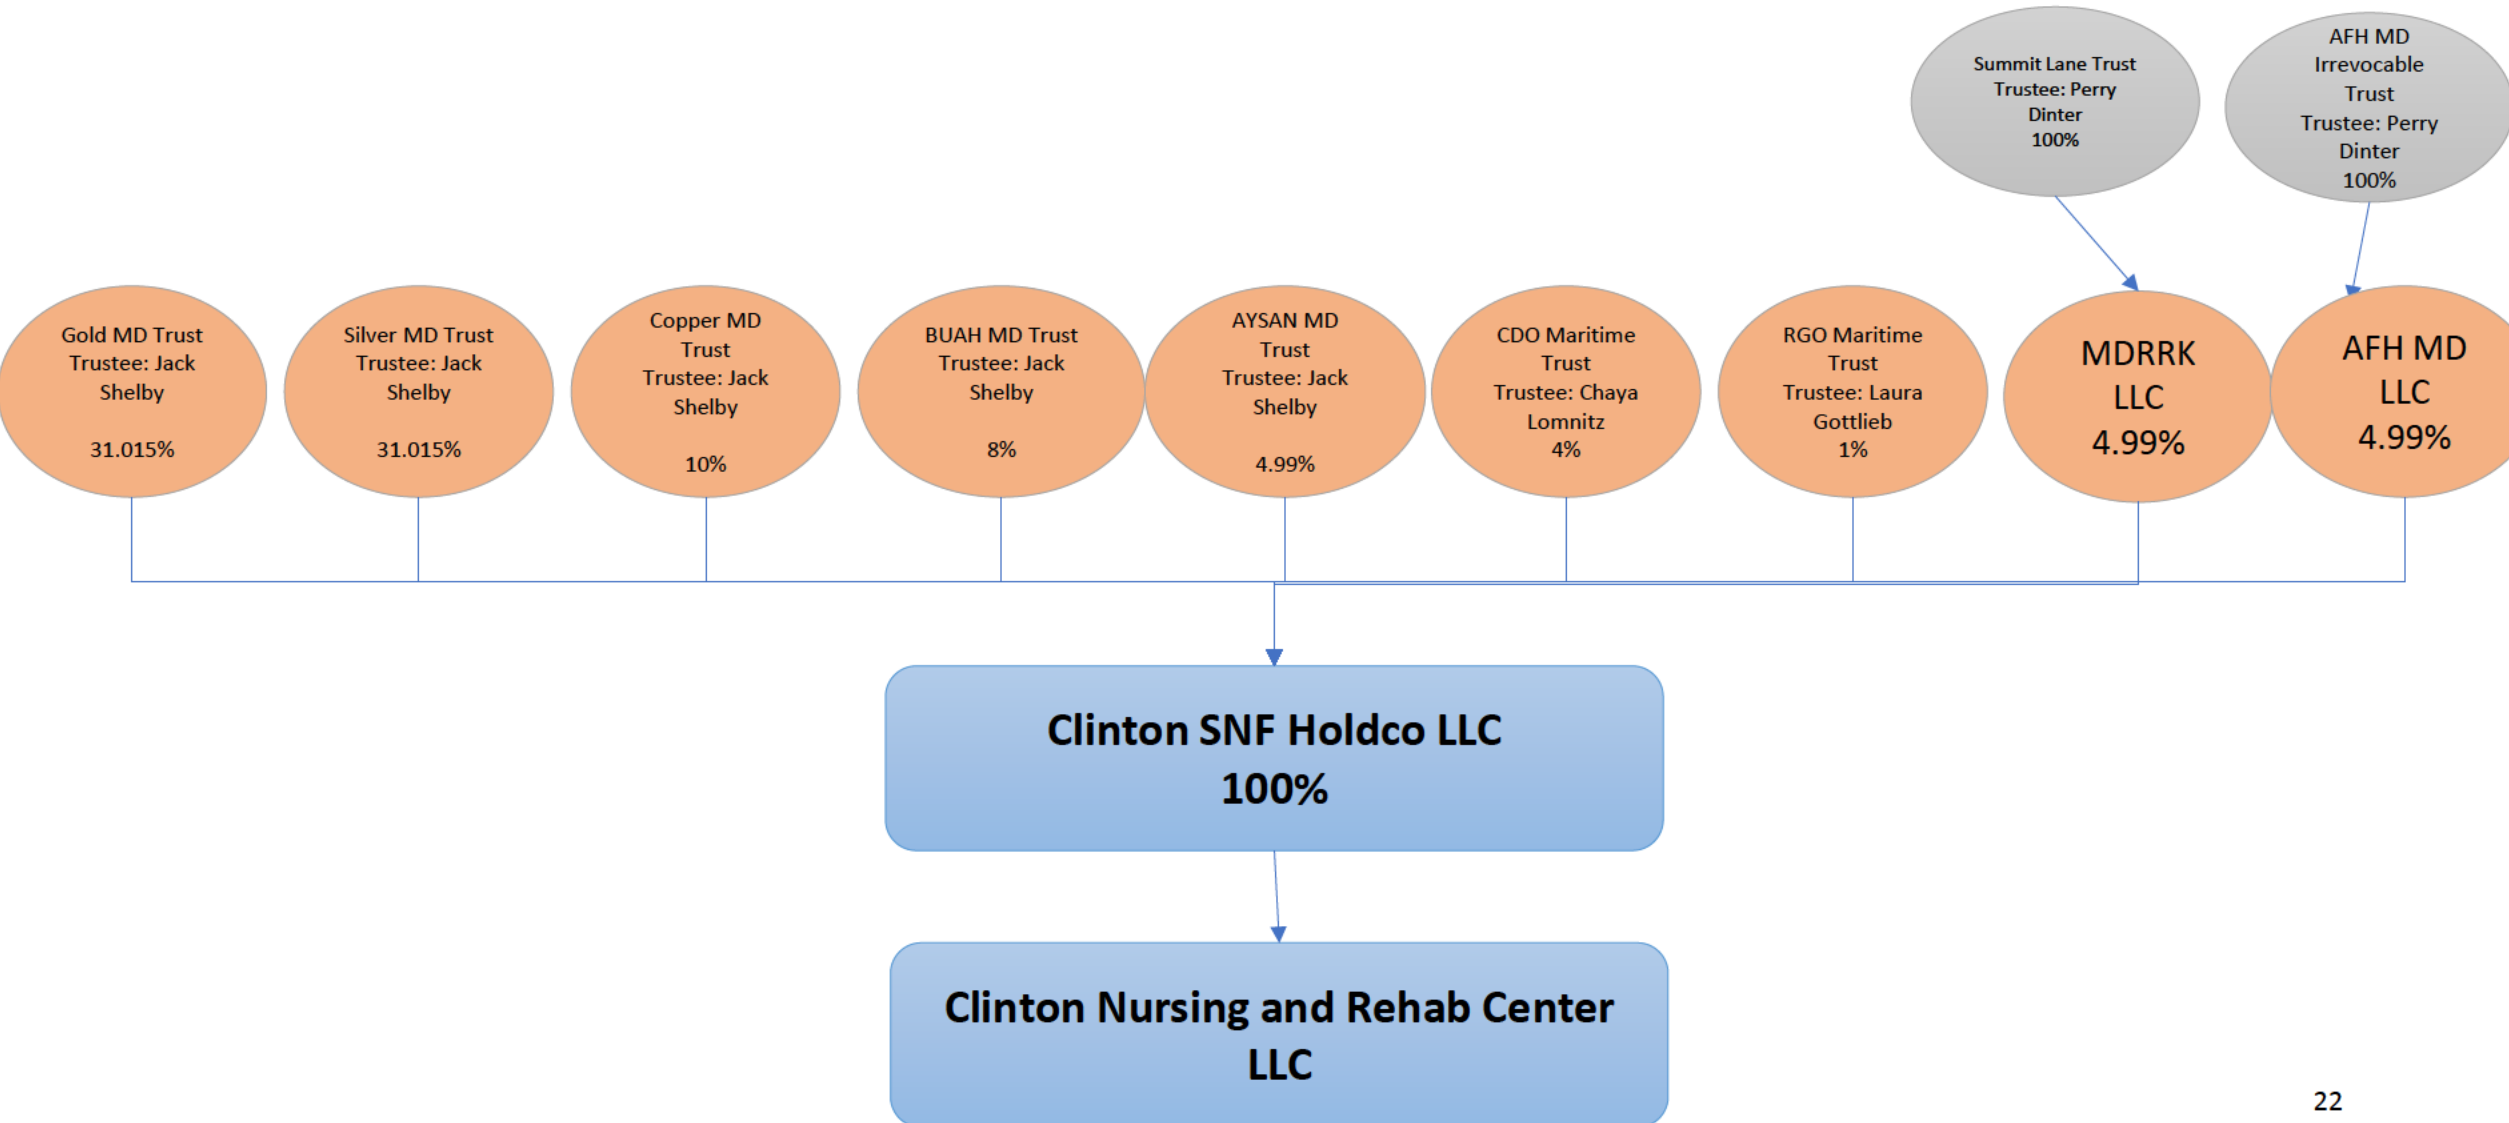 Summit Lane Trust
Trustee: Perry
Dinter
100%
AFH MD
Irrevocable
Trust
Trustee: Perry
Dinter
100%
Gold MD Trust
Trustee: Jack
Shelby
31.015%
Silver MD Trust
Trustee: Jack
Shelby
31.015%
Copper MD
Trust
Trustee: Jack
Shelby
10%
BUAH MD Trust
Trustee: Jack
Shelby
8%
AYSAN MD
Trust
Trustee: Jack
Shelby
4.99%
CDO Maritime
Trust
Trustee: Chaya
Lomnitz
4%
RGO Maritime
Trust
Trustee: Laura
Gottlieb
1%
MDRRK
LLC
4.99%
AFH MD
LLC
4.99%
Clinton SNF Holdco LLC
100%
Clinton Nursing and Rehab Center
LLC
22